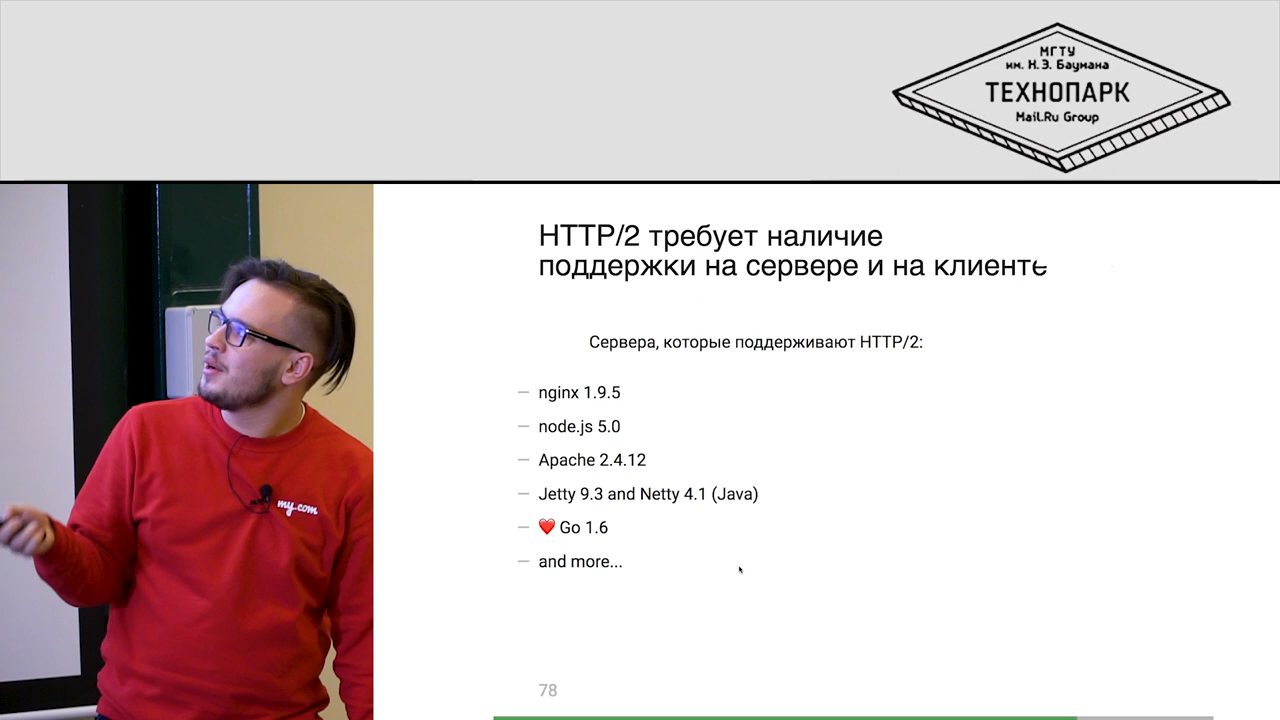 МГТУ
им. Н.Э. Баумана
ТЕХНОПАРК
Mail.Ru Group
HTTP/2 требует наличие
поддержки на сервере и на клиенте
Сервера, которые поддерживают HTTP/2:
— nginx 1.9.5
— node.js 5.0
— Apache 2.4.12
— Jetty 9.3 and Netty 4.1 (Java)
— ❤️ Go 1.6
— and more...
my.com
78